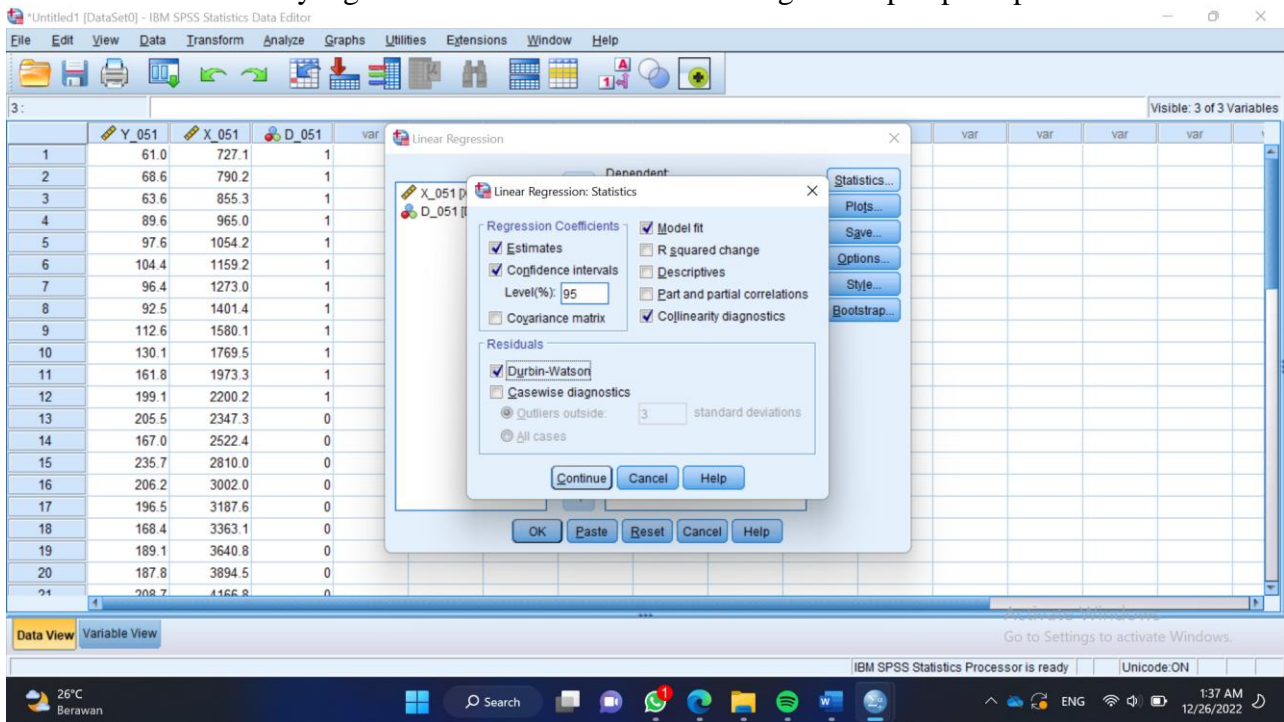 *Untitled1 [DataSet0] - IBM SPSS Statistics Data Editor
File Edit View Data Transform Analyze Graphs Utilities Extensions Window Help
3 :
Visible: 3 of 3 Variables
Y_051 X_051 D_051 var var var var var
1 61.0 727.1 1
2 68.6 790.2 1
3 63.6 855.3 1
4 89.6 965.0 1
5 97.6 1054.2 1
6 104.4 1159.2 1
7 96.4 1273.0 1
8 92.5 1401.4 1
9 112.6 1580.1 1
10 130.1 1769.5 1
11 161.8 1973.3 1
12 199.1 2200.2 1
13 205.5 2347.3 0
14 167.0 2522.4 0
15 235.7 2810.0 0
16 206.2 3002.0 0
17 196.5 3187.6 0
18 168.4 3363.1 0
19 189.1 3640.8 0
20 187.8 3894.5 0
21 208.7 4166.8 0
Linear Regression
Dependent:
X_051
D_051
Statistics...
Plots...
Save...
Options...
Style...
Bootstrap...
OK Paste Reset Cancel Help
Linear Regression: Statistics
Regression Coefficients
Estimates
Confidence intervals
Level(%): 95
Covariance matrix
Model fit
R squared change
Descriptives
Part and partial correlations
Collinearity diagnostics
Residuals
Durbin-Watson
Casewise diagnostics
Outliers outside: 3 standard deviations
All cases
Continue Cancel Help
Activate Windows
Go to Settings to activate Windows.
Data View Variable View
IBM SPSS Statistics Processor is ready Unicode:ON
26°C
Berawan
Search
1
ENG
1:37 AM
12/26/2022